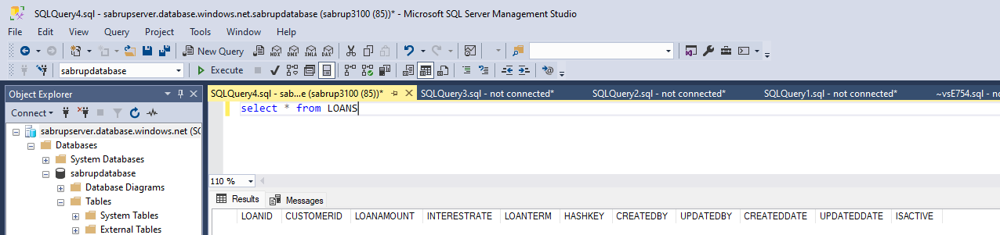 SQLQuery4.sql - sabrupserver.database.windows.net.sabrupdatabase (sabrup3100 (85))* - Microsoft SQL Server Management Studio
File Edit View Query Project Tools Window Help
New Query MDX DMX XMLA DAX
sabrupdatabase Execute
Object Explorer
SQLQuery4.sql - sab...e (sabrup3100 (85))* SQLQuery3.sql - not connected* SQLQuery2.sql - not connected* SQLQuery1.sql - not connected* ~vsE754.sql - no
Connect
select * from LOANS
sabrupserver.database.windows.net (SQ
Databases
System Databases
sabrupdatabase
Database Diagrams
Tables
System Tables
External Tables
110 %
Results Messages
LOANID CUSTOMERID LOANAMOUNT INTERESTRATE LOANTERM HASHKEY CREATEDBY UPDATEDBY CREATEDDATE UPDATEDDATE ISACTIVE